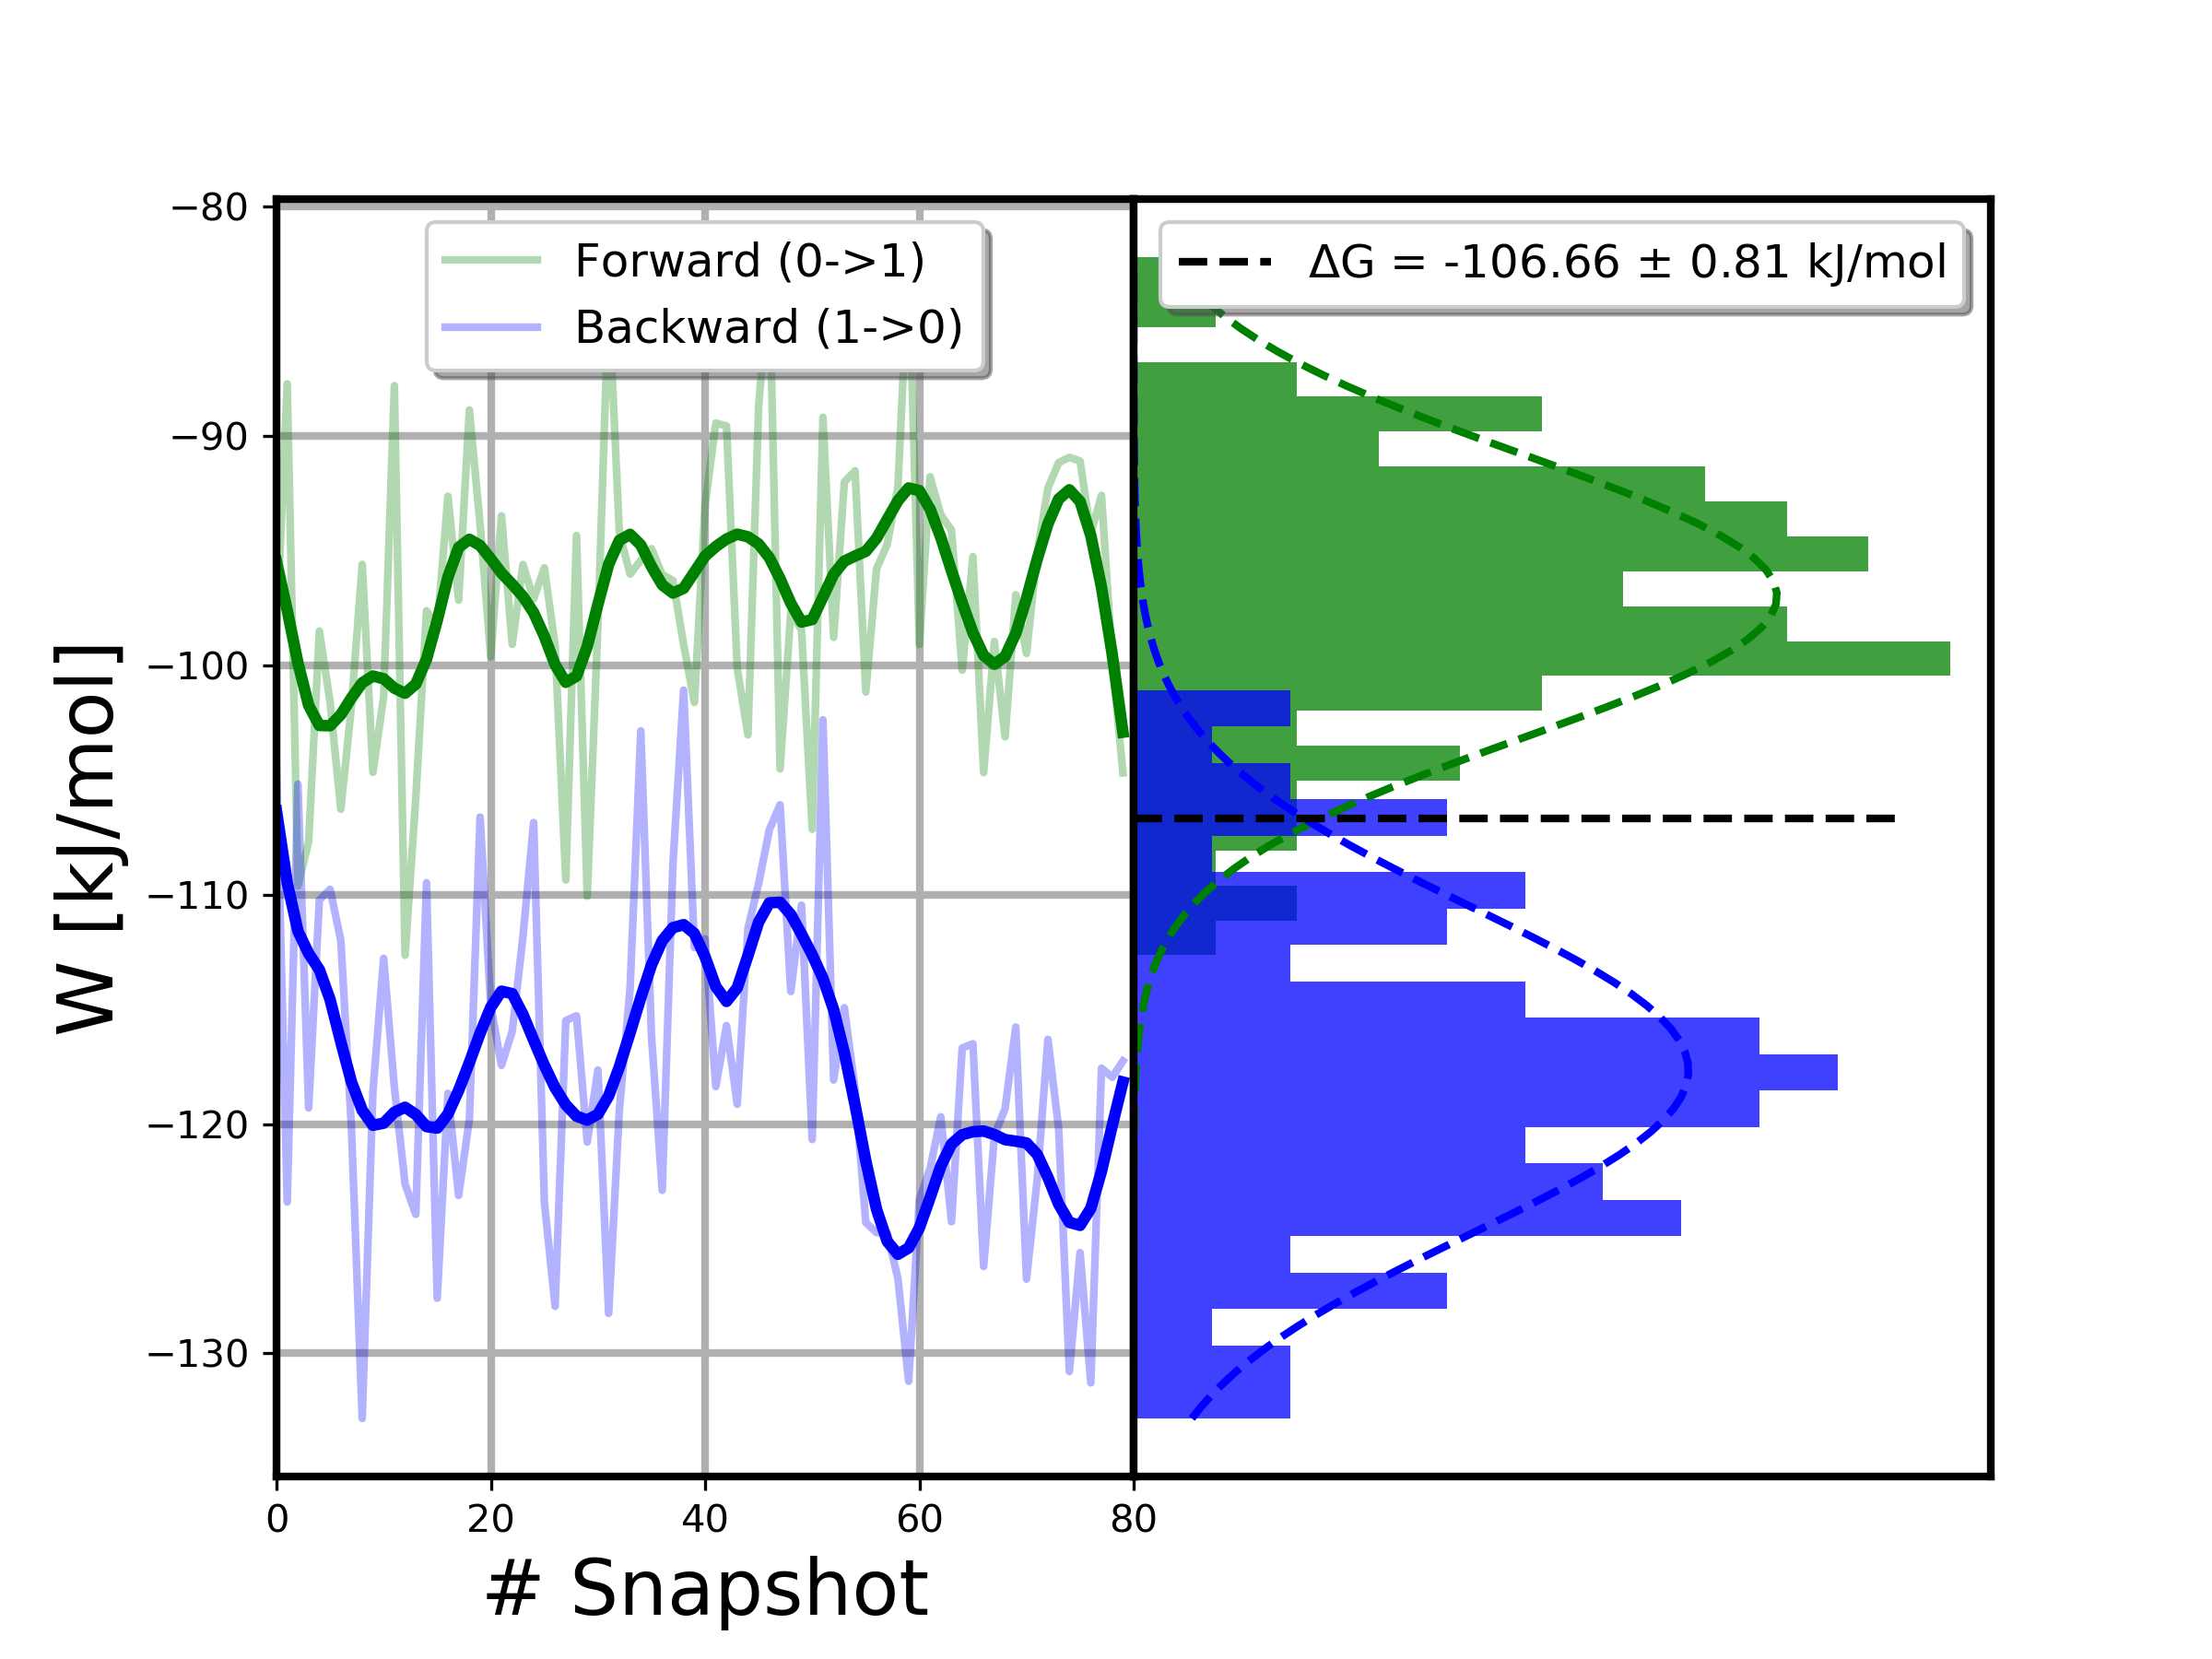 Forward (0->1)
Backward (1->0)
ΔG = -106.66 ± 0.81 kJ/mol
−80
−90
−100
−110
−120
−130
W [kJ/mol]
0 20 40 60 80
# Snapshot